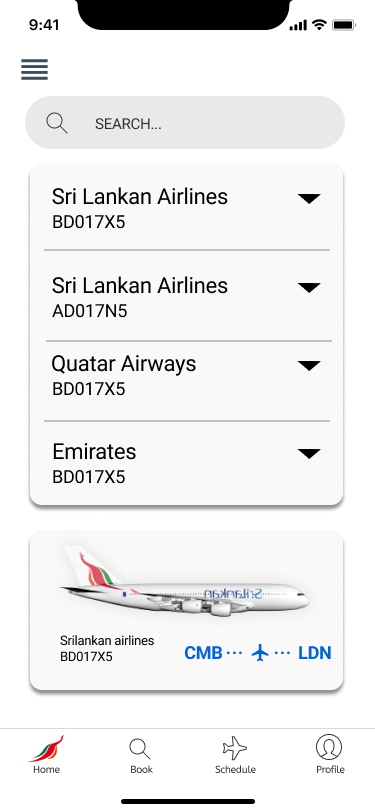 9:41
SEARCH...
Sri Lankan Airlines
BD017X5
Sri Lankan Airlines
AD017N5
Quatar Airways
BD017X5
Emirates
BD017X5
Srilankan
Srilankan airlines
BD017X5
CMB ··· ··· LDN
Home
Book
Schedule
Profile